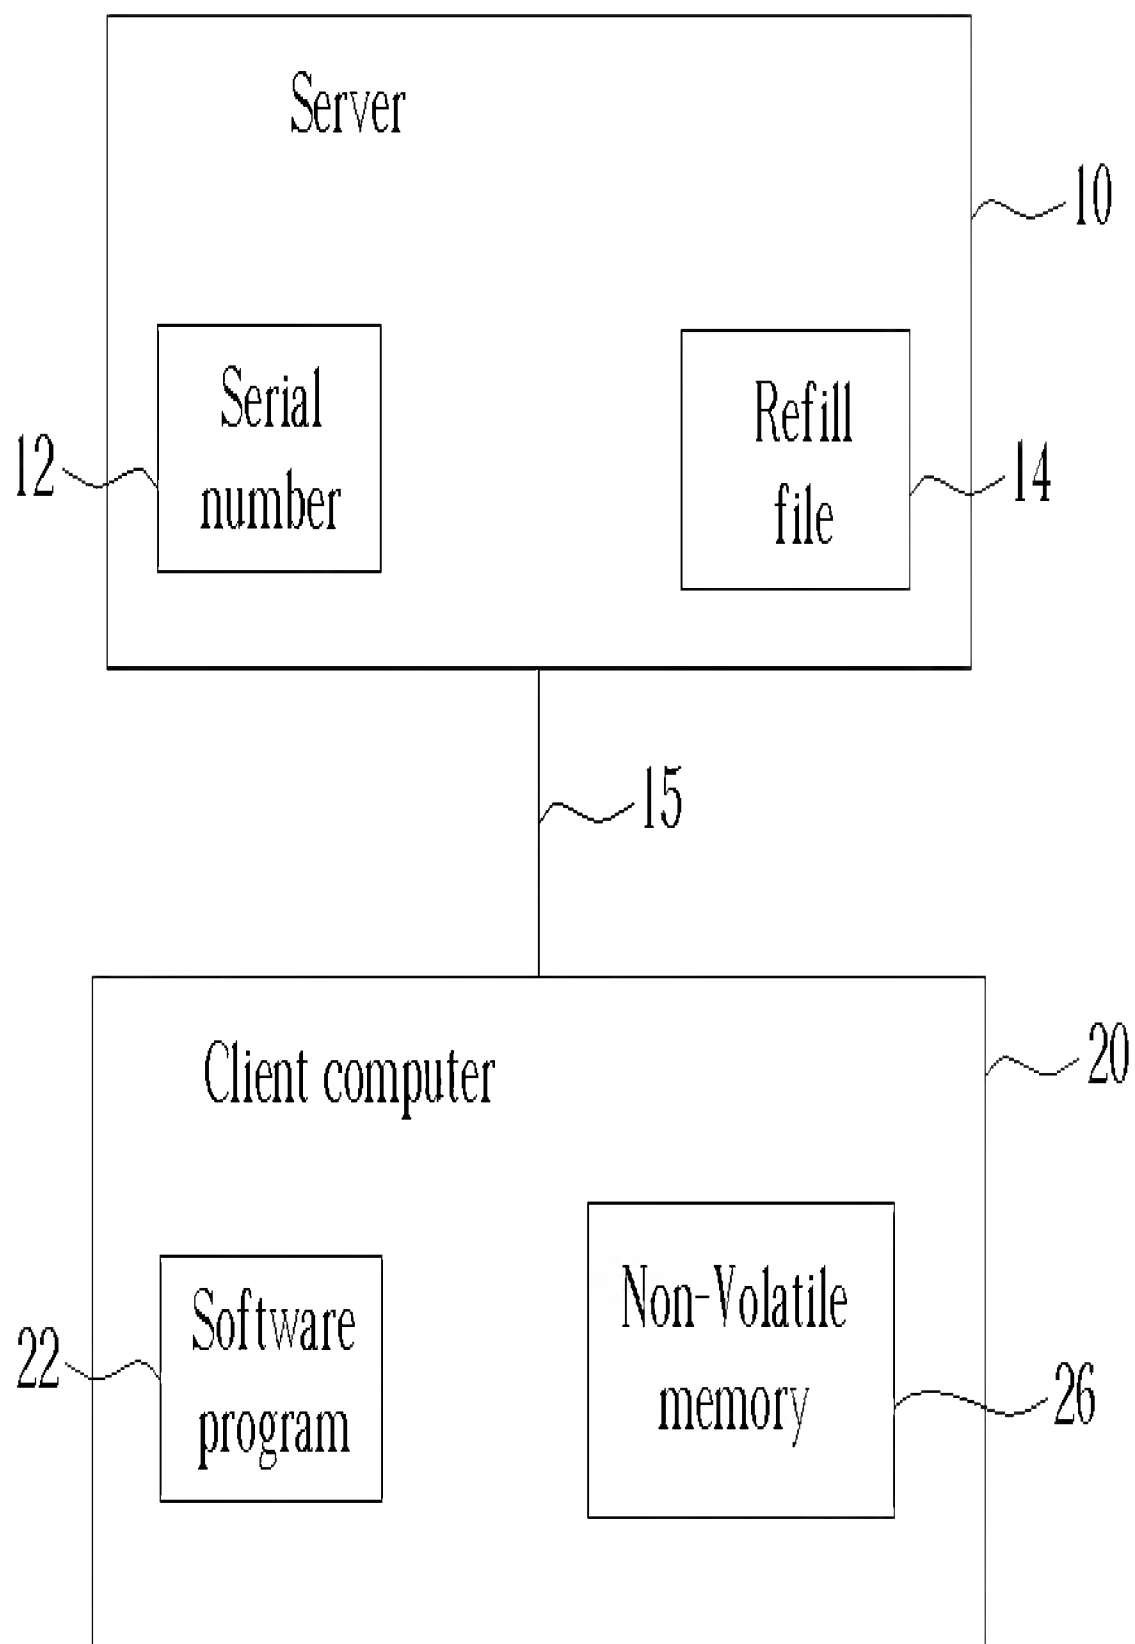 Server
10
Serial
number
12
Refill
file
14
15
Client computer
20
Software
program
22
Non-Volatile
memory
26